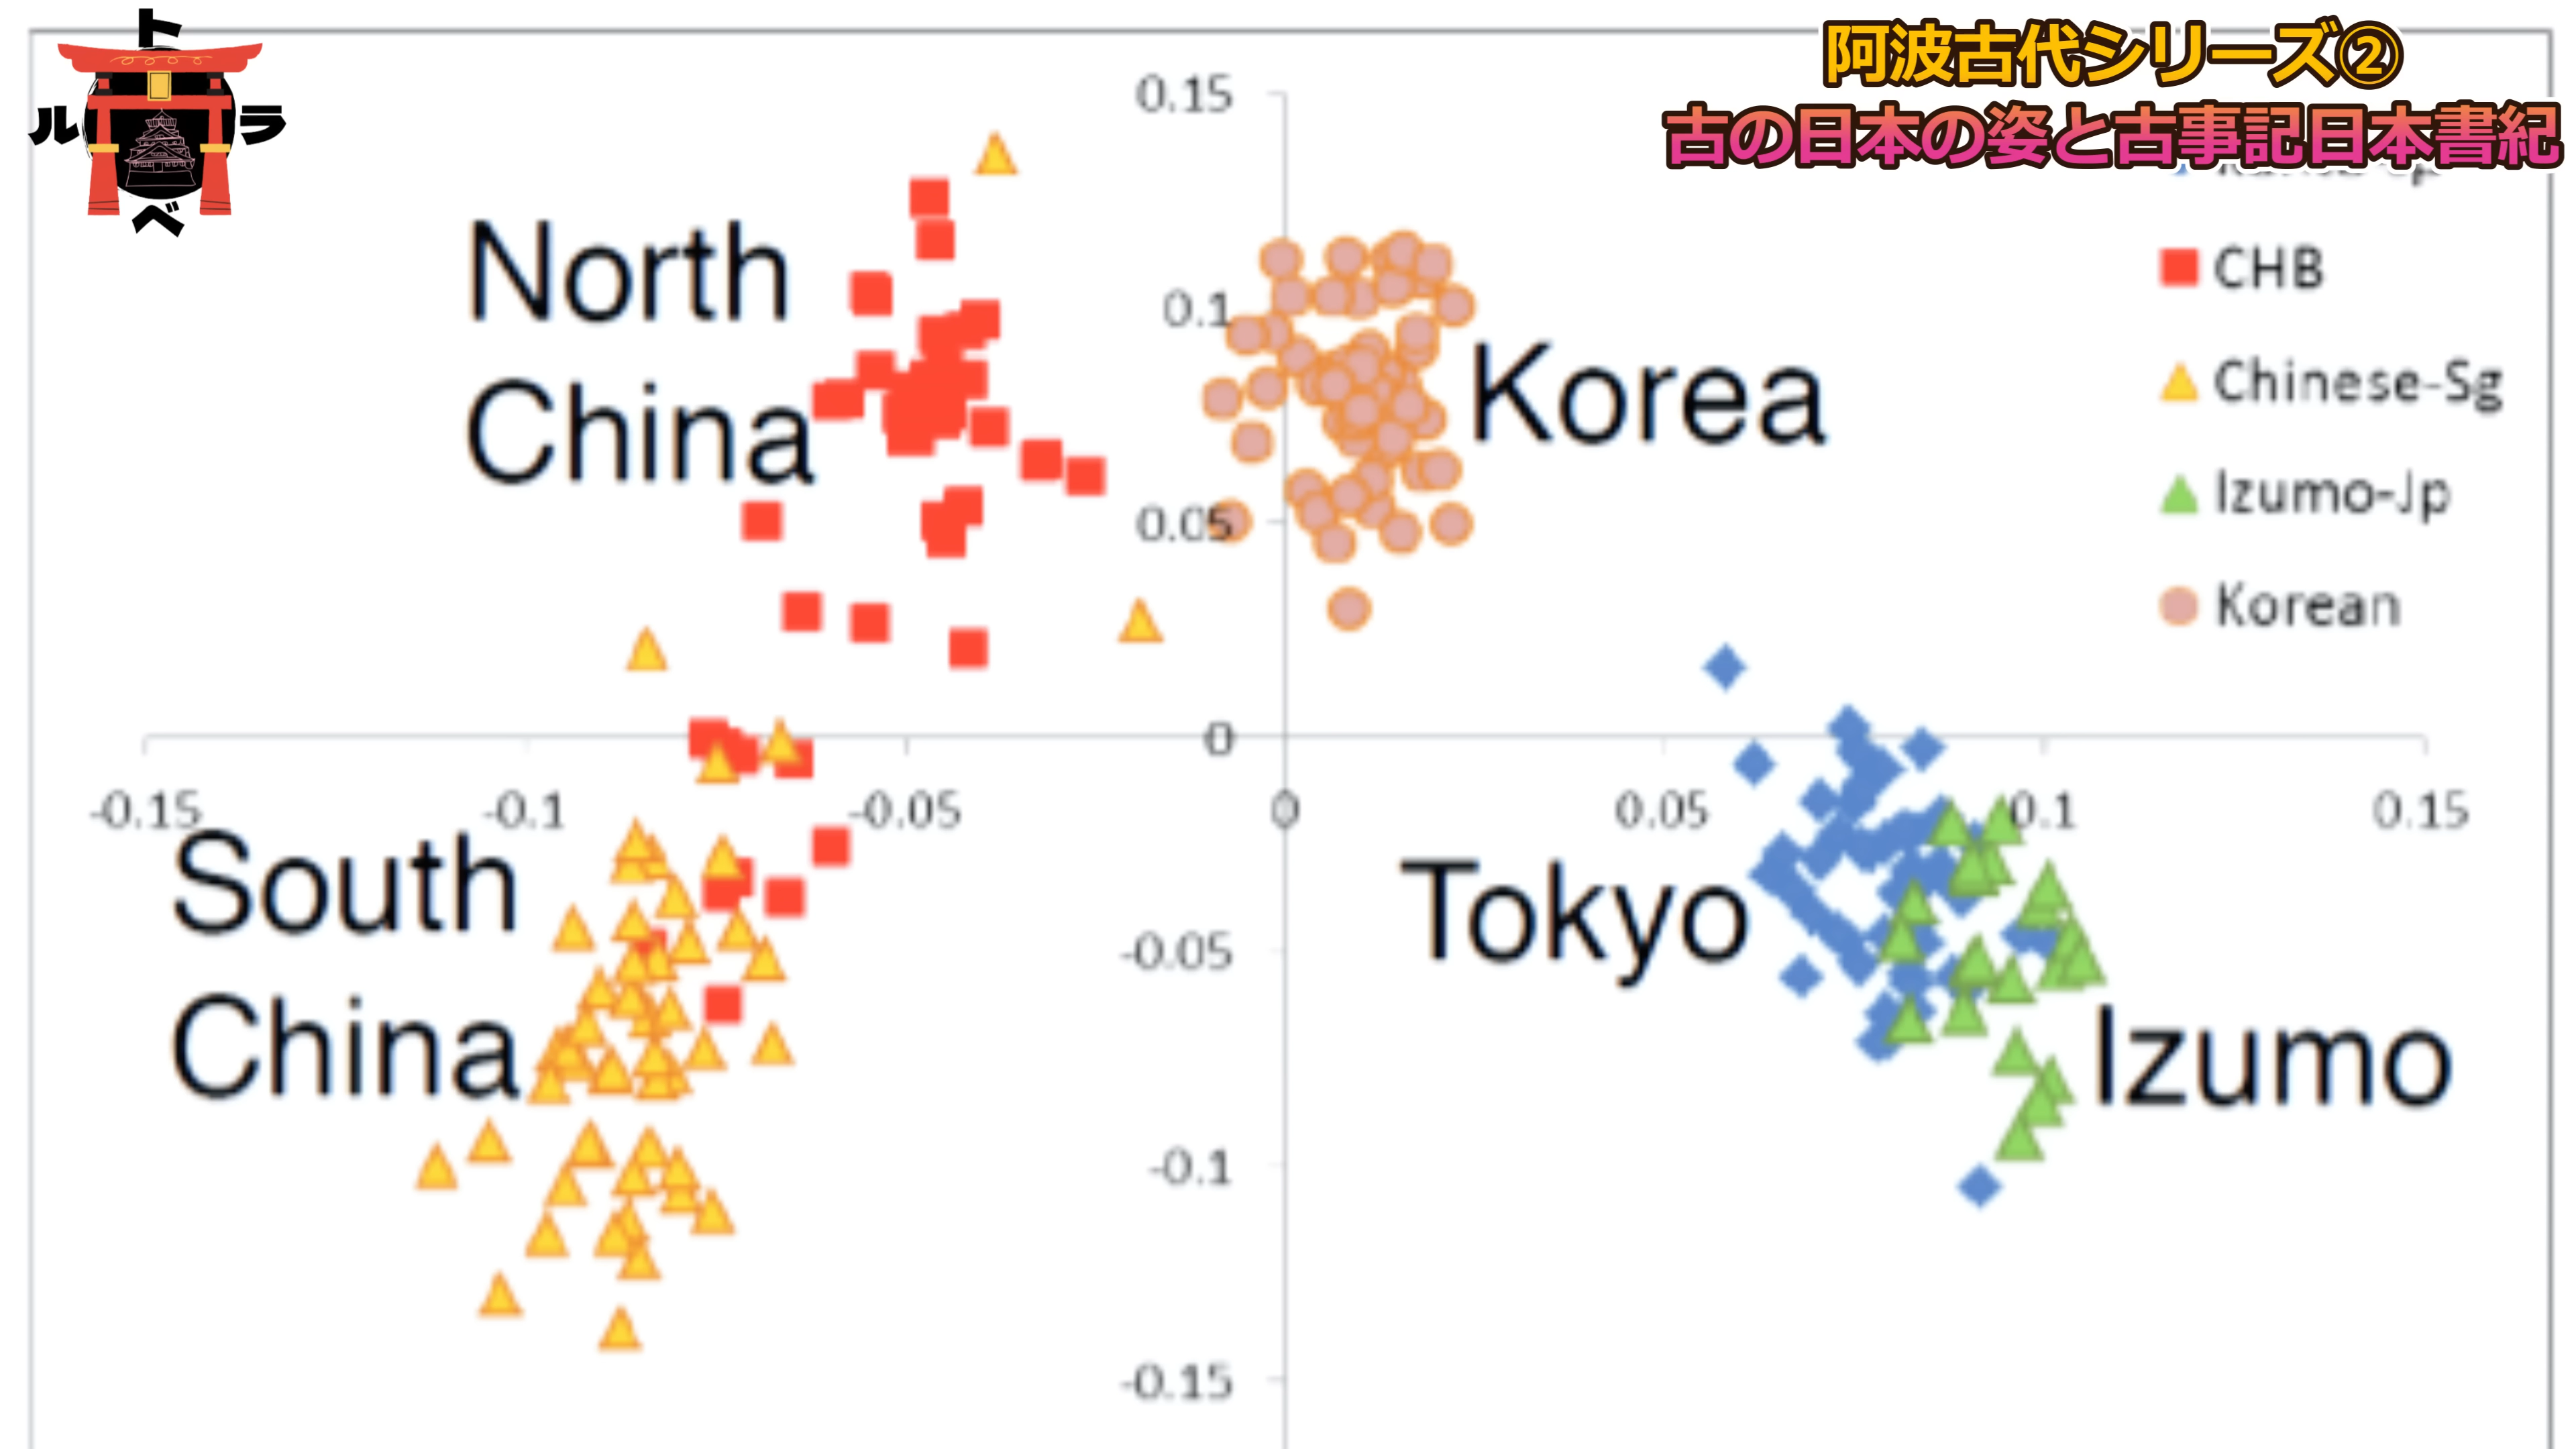 トラベル
阿波古代シリーズ②
古の日本の姿と古事記日本書紀
0.15
0.1
0.05
0
-0.05
-0.1
-0.15
-0.15 -0.1 -0.05 0 0.05 0.1 0.15
North
China
Korea
South
China
Tokyo
Izumo
CHB
Chinese-Sg
Izumo-Jp
Korean